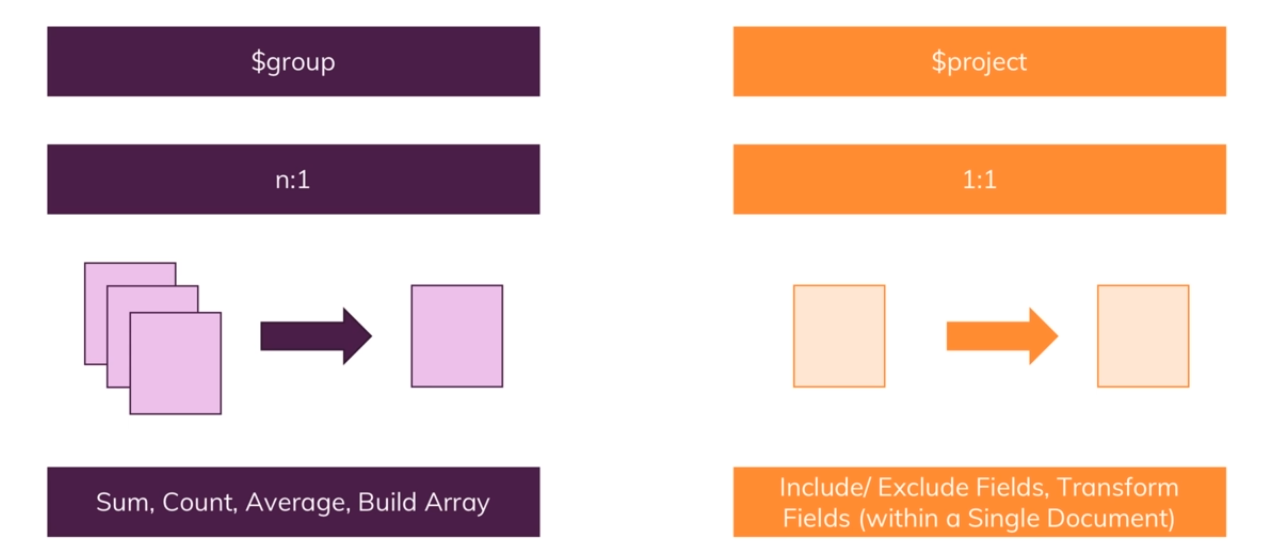 $group
n:1
Sum, Count, Average, Build Array
$project
1:1
Include/ Exclude Fields, Transform
Fields (within a Single Document)